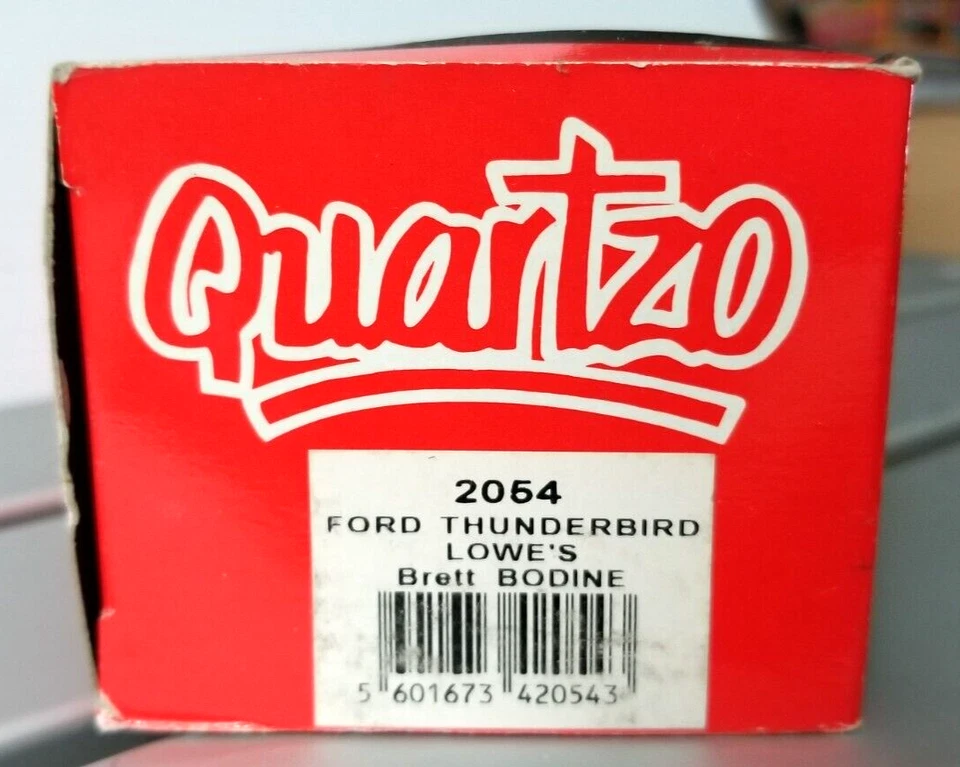 Quartzo
2054
FORD THUNDERBIRD
LOWE'S
Brett BODINE
5 601673 420543